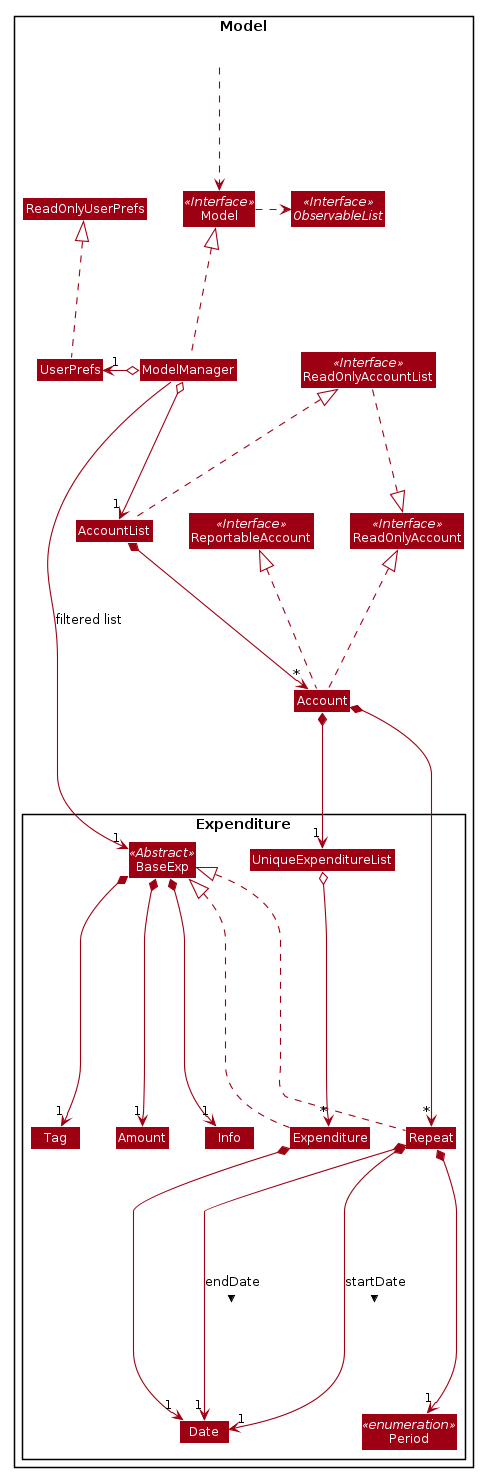 Model
ReadOnlyUserPrefs
«Interface»
Model
«Interface»
ObservableList
UserPrefs
1
ModelManager
«Interface»
ReadOnlyAccountList
1
AccountList
«Interface»
ReportableAccount
«Interface»
ReadOnlyAccount
filtered list
*
Account
Expenditure
1
«Abstract»
BaseExp
1
UniqueExpenditureList
1
1
1
*
*
Tag
Amount
Info
Expenditure
Repeat
endDate
startDate
1
1
1
1
Date
«enumeration»
Period